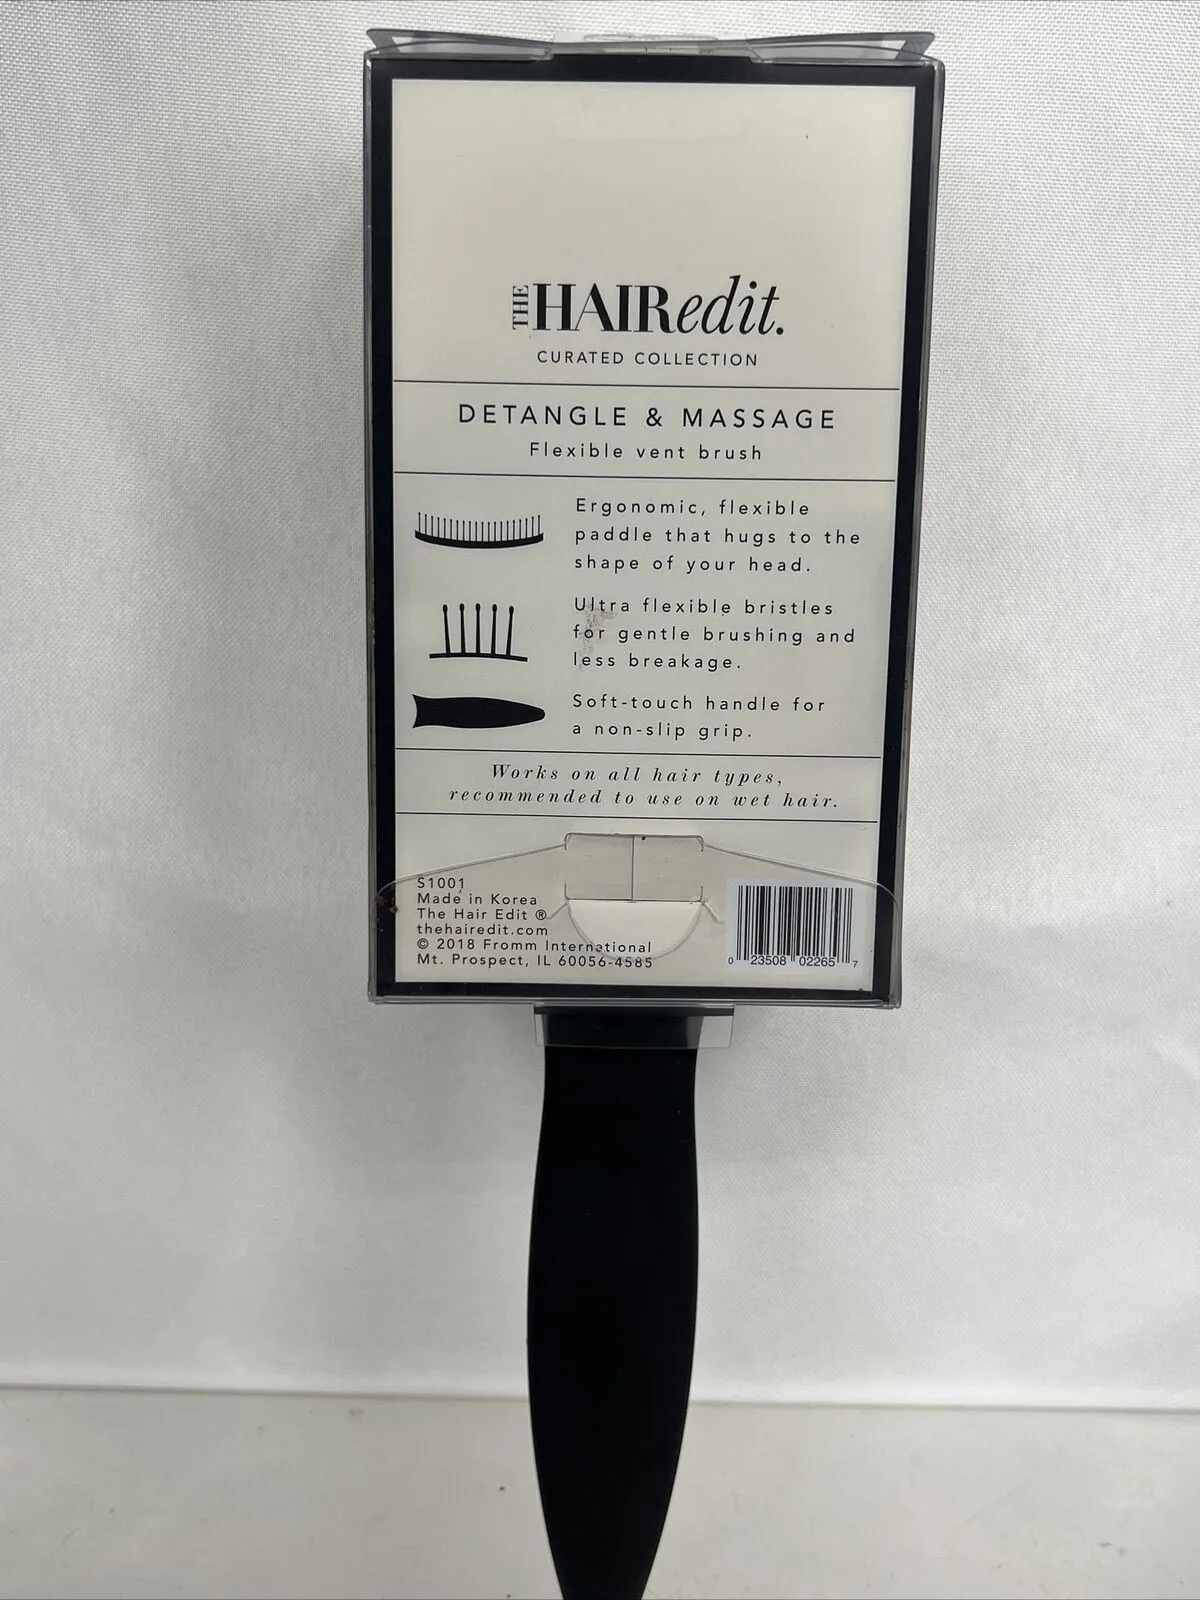 THE HAIRedit.
CURATED COLLECTION
DETANGLE & MASSAGE
Flexible vent brush
Ergonomic, flexible
paddle that hugs to the
shape of your head.
Ultra flexible bristles
for gentle brushing and
less breakage.
Soft-touch handle for
a non-slip grip.
Works on all hair types,
recommended to use on wet hair.
S1001
Made in Korea
The Hair Edit ®
thehairedit.com
© 2018 Fromm International
Mt. Prospect, IL 60056-4585
0 23508 02265 7